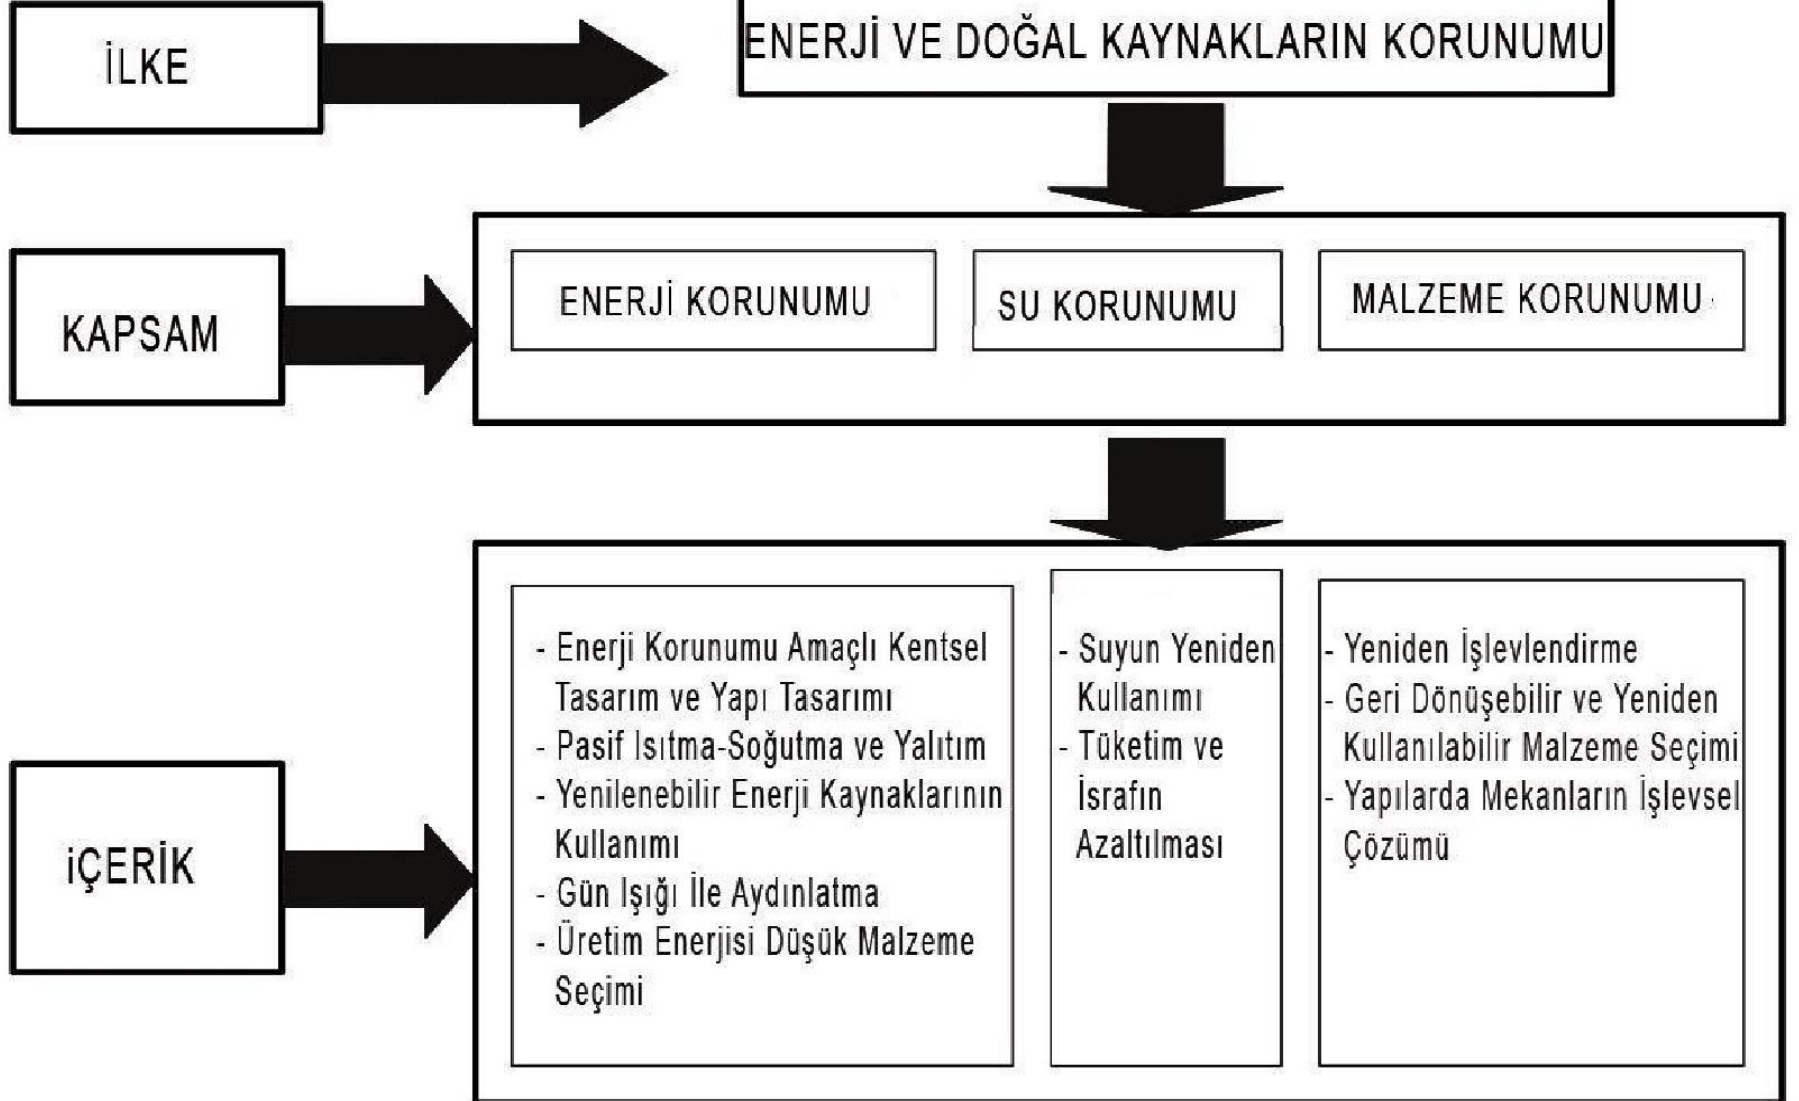 İLKE
ENERJİ VE DOĞAL KAYNAKLARIN KORUNUMU
KAPSAM
ENERJİ KORUNUMU
SU KORUNUMU
MALZEME KORUNUMU
iÇERİK
- Enerji Korunumu Amaçlı Kentsel
Tasarım ve Yapı Tasarımı
- Pasif Isıtma-Soğutma ve Yalıtım
- Yenilenebilir Enerji Kaynaklarının
Kullanımı
- Gün Işığı İle Aydınlatma
- Üretim Enerjisi Düşük Malzeme
Seçimi
- Suyun Yeniden
Kullanımı
- Tüketim ve
İsrafın
Azaltılması
- Yeniden İşlevlendirme
- Geri Dönüşebilir ve Yeniden
Kullanılabilir Malzeme Seçimi
- Yapılarda Mekanların İşlevsel
Çözümü